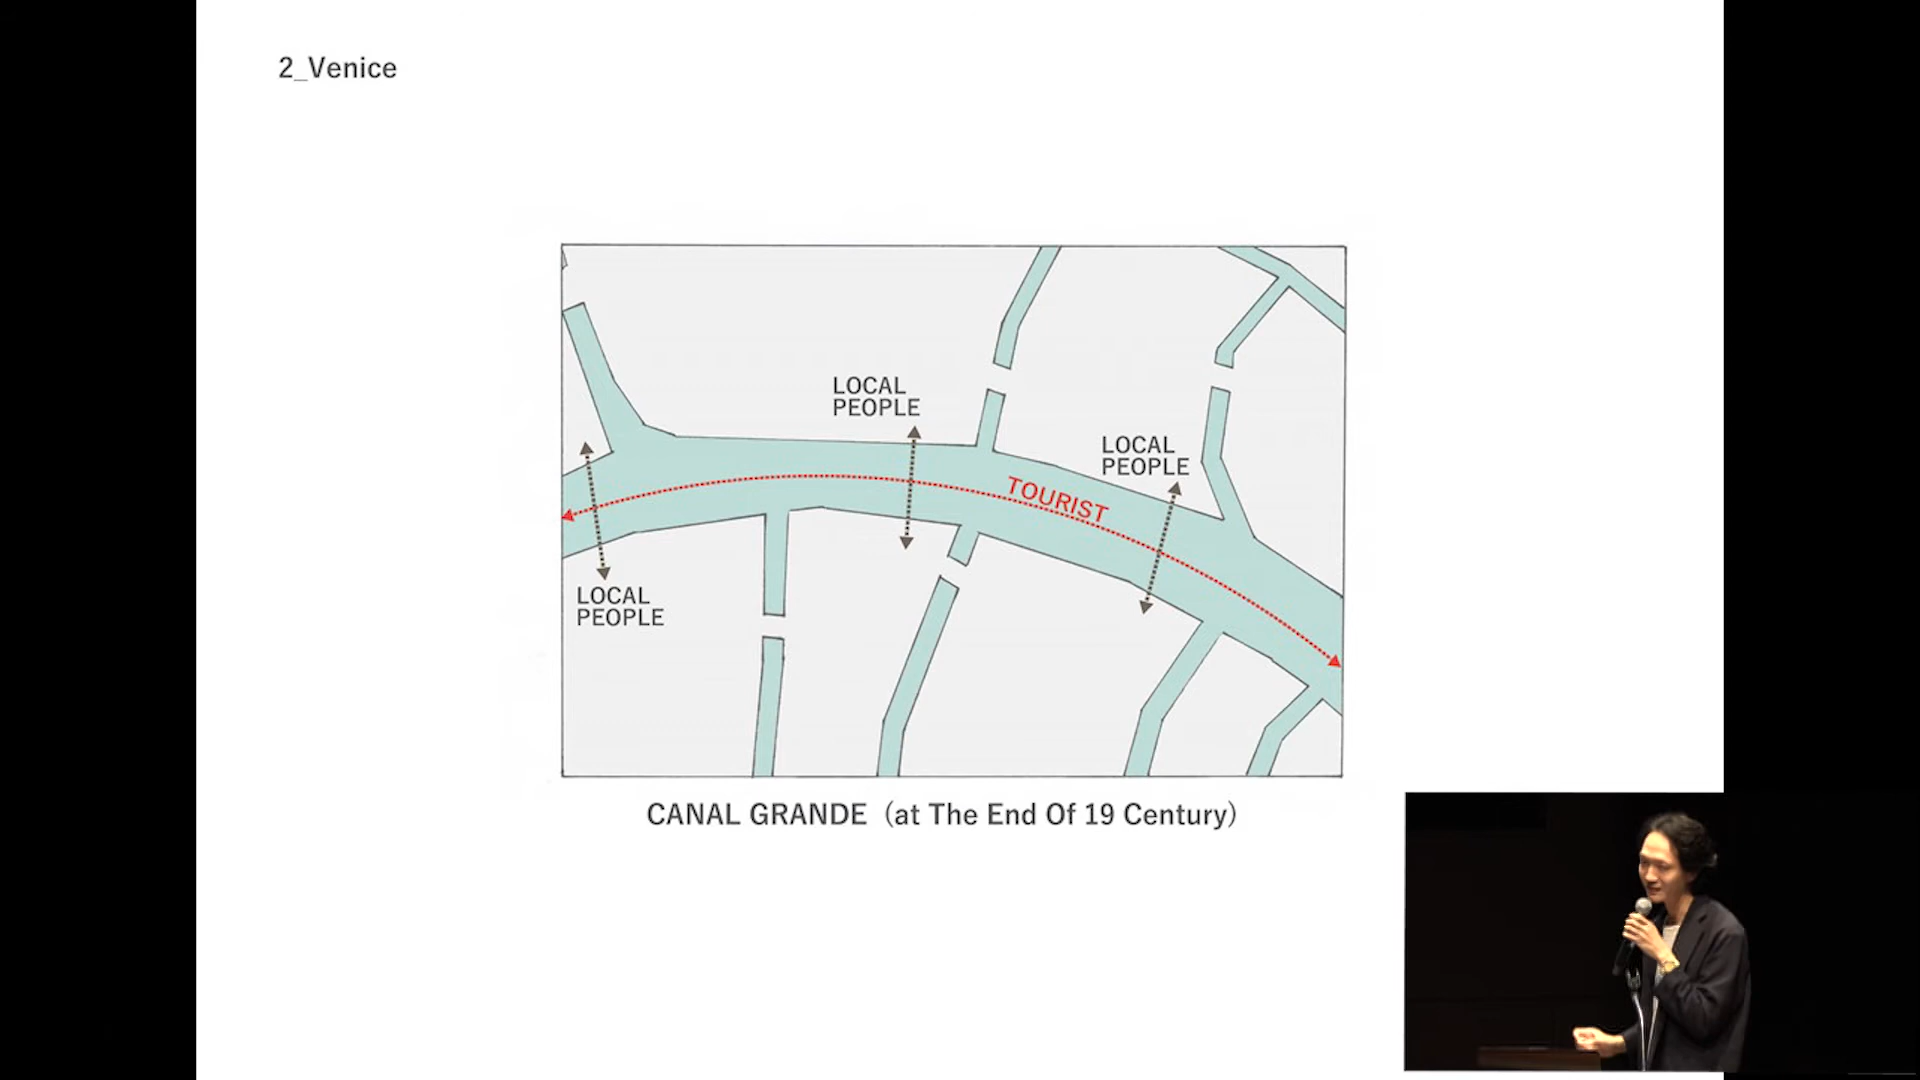 2_Venice
LOCAL
PEOPLE
LOCAL
PEOPLE
TOURIST
LOCAL
PEOPLE
CANAL GRANDE (at The End Of 19 Century)